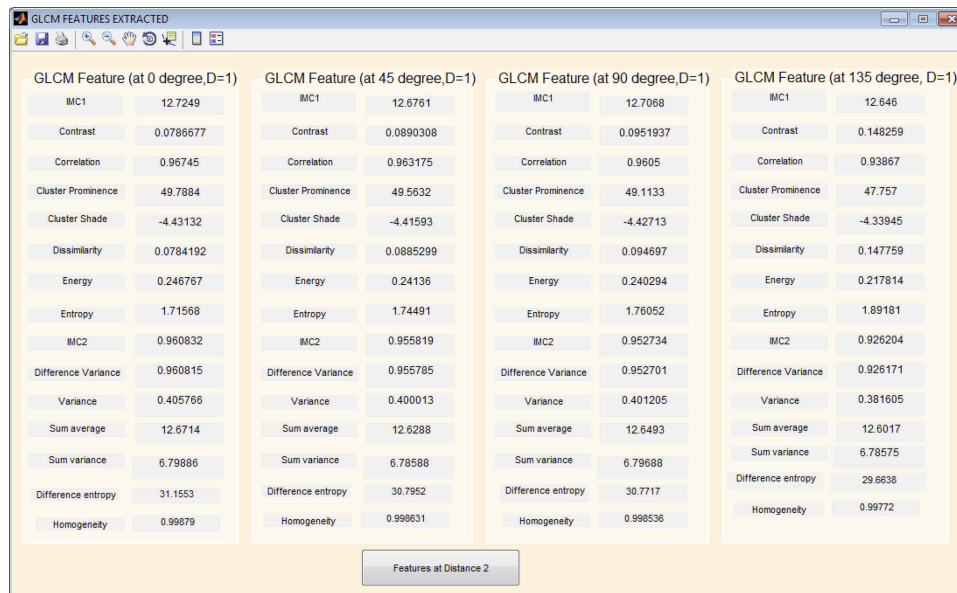 GLCM FEATURES EXTRACTED
GLCM Feature (at 0 degree,D=1)
IMC1 12.7249
Contrast 0.0786677
Correlation 0.96745
Cluster Prominence 49.7884
Cluster Shade -4.43132
Dissimilarity 0.0784192
Energy 0.246767
Entropy 1.71568
IMC2 0.960832
Difference Variance 0.960815
Variance 0.405766
Sum average 12.6714
Sum variance 6.79886
Difference entropy 31.1553
Homogeneity 0.99879
GLCM Feature (at 45 degree,D=1)
IMC1 12.6761
Contrast 0.0890308
Correlation 0.963175
Cluster Prominence 49.5632
Cluster Shade -4.41593
Dissimilarity 0.0885299
Energy 0.24136
Entropy 1.74491
IMC2 0.955819
Difference Variance 0.955785
Variance 0.400013
Sum average 12.6288
Sum variance 6.78588
Difference entropy 30.7952
Homogeneity 0.998631
GLCM Feature (at 90 degree,D=1)
IMC1 12.7068
Contrast 0.0951937
Correlation 0.9605
Cluster Prominence 49.1133
Cluster Shade -4.42713
Dissimilarity 0.094697
Energy 0.240294
Entropy 1.76052
IMC2 0.952734
Difference Variance 0.952701
Variance 0.401205
Sum average 12.6493
Sum variance 6.79688
Difference entropy 30.7717
Homogeneity 0.998536
GLCM Feature (at 135 degree, D=1)
IMC1 12.646
Contrast 0.148259
Correlation 0.93867
Cluster Prominence 47.757
Cluster Shade -4.33945
Dissimilarity 0.147759
Energy 0.217814
Entropy 1.89181
IMC2 0.926204
Difference Variance 0.926171
Variance 0.381605
Sum average 12.6017
Sum variance 6.78575
Difference entropy 29.6638
Homogeneity 0.99772
Features at Distance 2